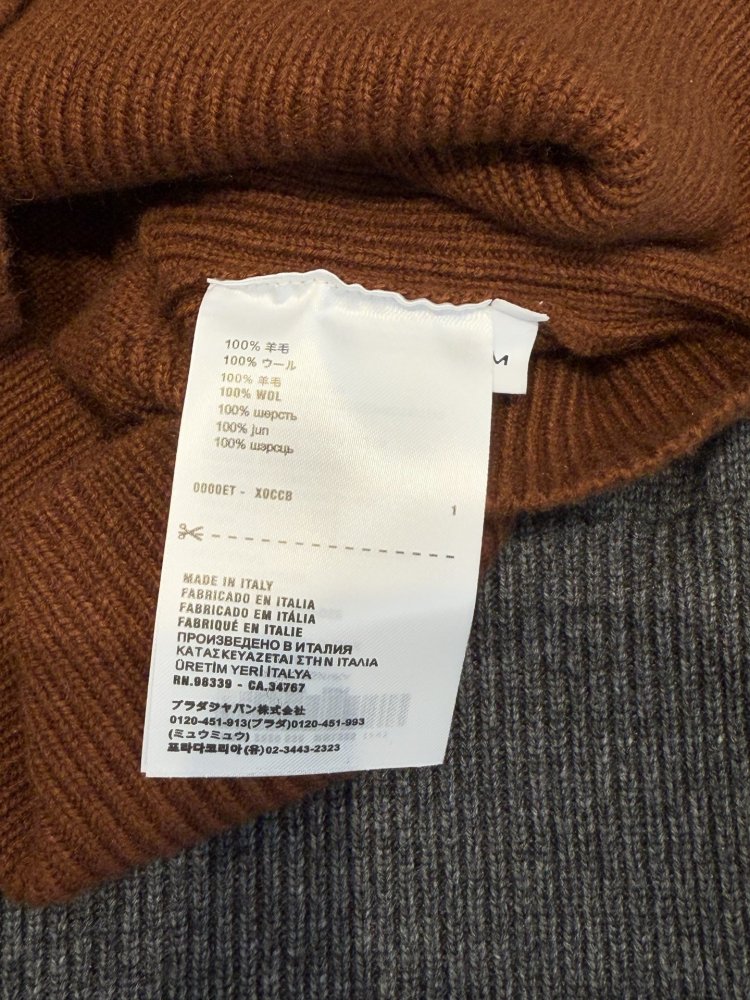 100% 羊毛
100% ウール
100% 羊毛
100% WOL
100% шерсть
100% jun
100% шэрсць
0000ET - X0CCB
1
M
MADE IN ITALY
FABRICADO EN ITALIA
FABRICADO EM ITÁLIA
FABRIQUÉ EN ITALIE
ПРОИЗВЕДЕНО В ИТАЛИЯ
ΚΑΤΑΣΚΕΥΑΖΕΤΑΙ ΣΤΗΝ ΙΤΑΛΙΑ
ÜRETİM YERİ İTALYA
RN.98339 - CA.34767
プラダジャパン株式会社
0120-451-913(プラダ)0120-451-993
(ミュウミュウ)
프라다코리아(유)02-3443-2323